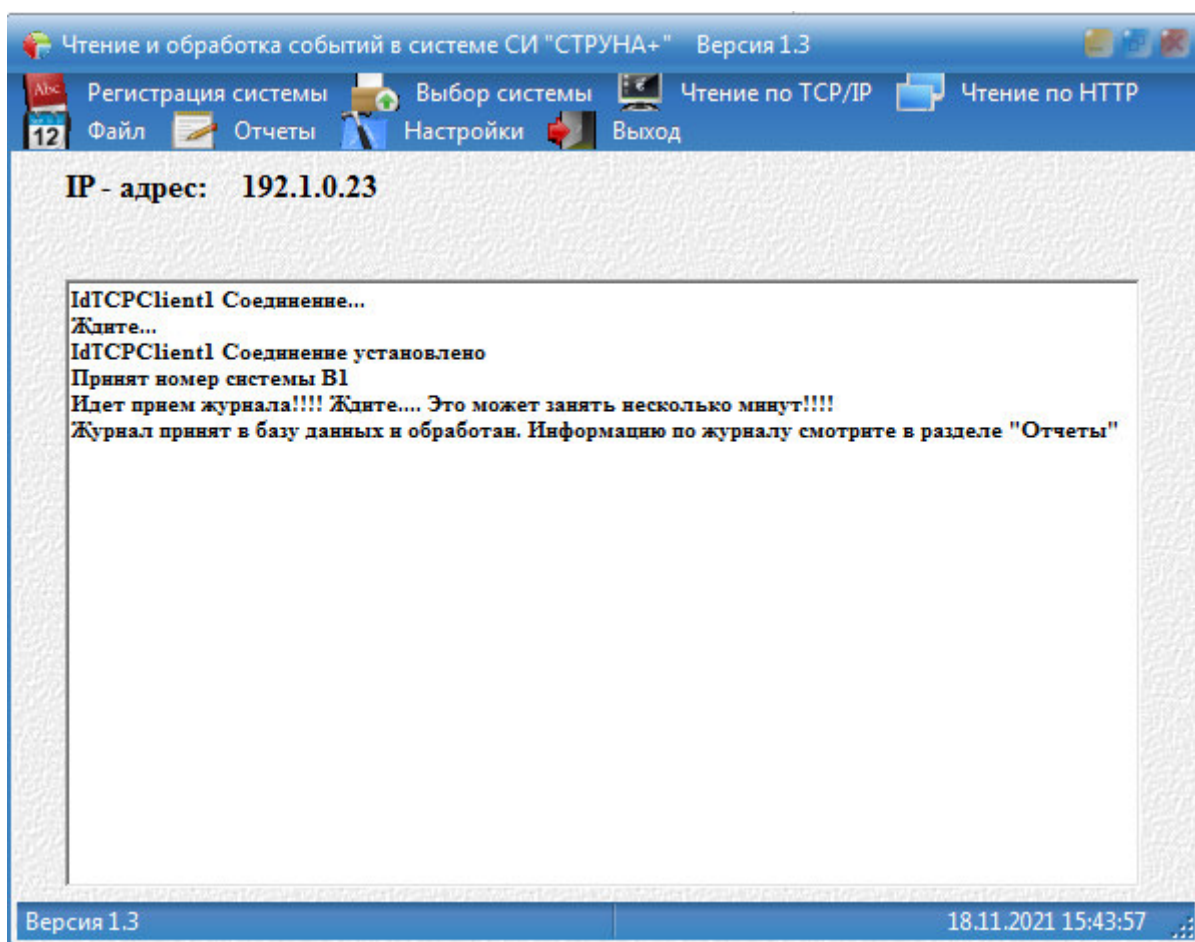 Чтение и обработка событий в системе СИ "СТРУНА+" Версия 1.3
Abc Регистрация системы Выбор системы Чтение по TCP/IP Чтение по HTTP
12 Файл Отчеты Настройки Выход
IP - адрес: 192.1.0.23
IdTCPClient1 Соединение...
Ждите...
IdTCPClient1 Соединение установлено
Принят номер системы B1
Идет прием журнала!!!! Ждите.... Это может занять несколько минут!!!!
Журнал принят в базу данных и обработан. Информацию по журналу смотрите в разделе "Отчеты"
Версия 1.3 18.11.2021 15:43:57